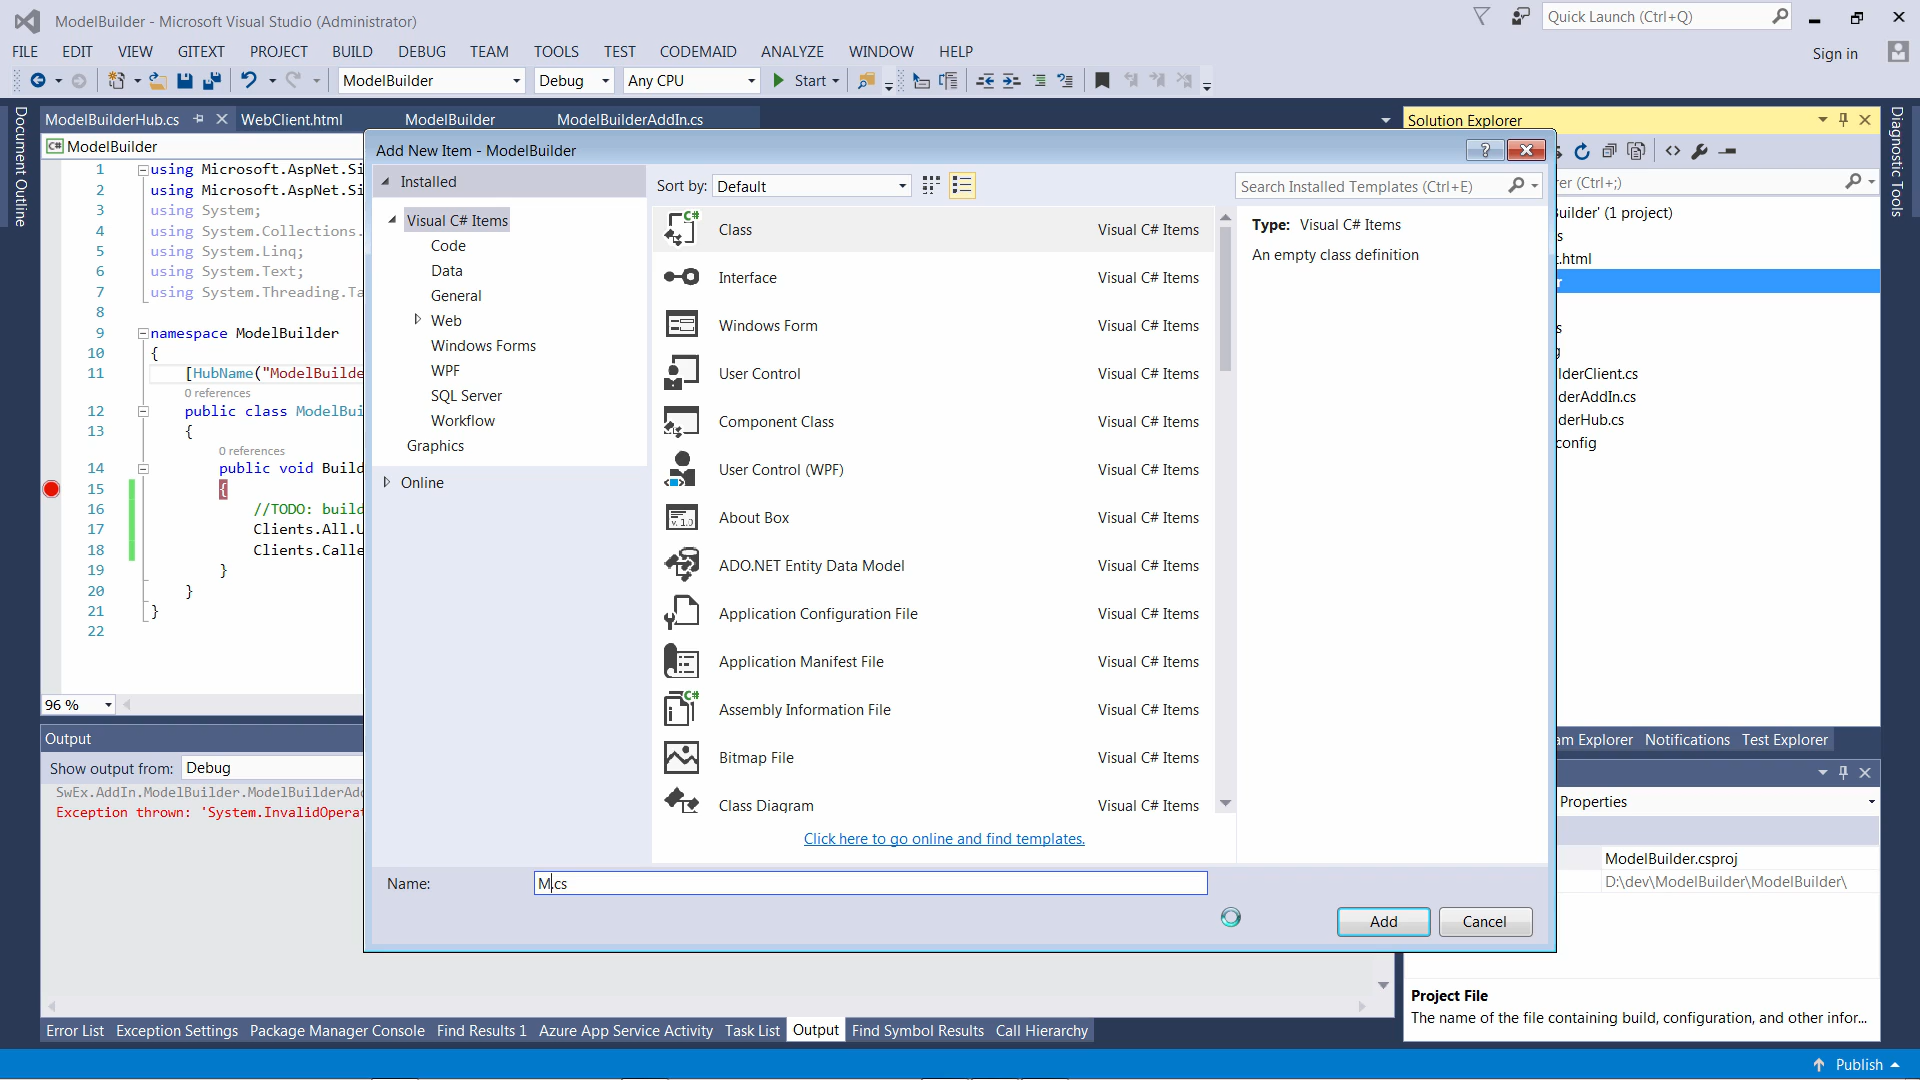 ModelBuilder - Microsoft Visual Studio (Administrator)
Quick Launch (Ctrl+Q)
FILE EDIT VIEW GITEXT PROJECT BUILD DEBUG TEAM TOOLS TEST CODEMAID ANALYZE WINDOW HELP
Sign in
ModelBuilder Debug Any CPU Start
Document Outline
ModelBuilderHub.cs WebClient.html ModelBuilder ModelBuilderAddIn.cs
ModelBuilder
1 using Microsoft.AspNet.Si
2 using Microsoft.AspNet.Si
3 using System;
4 using System.Collections.
5 using System.Linq;
6 using System.Text;
7 using System.Threading.Ta
8
9 namespace ModelBuilder
10 {
11 [HubName("ModelBuilde
0 references
12 public class ModelBui
13 {
0 references
14 public void Build
15 {
16 //TODO: build
17 Clients.All.U
18 Clients.Calle
19 }
20 }
21 }
22
96 %
Output
Show output from: Debug
SwEx.AddIn.ModelBuilder.ModelBuilderAdd
Exception thrown: 'System.InvalidOperat
Add New Item - ModelBuilder
?
Installed
Visual C# Items
Code
Data
General
Web
Windows Forms
WPF
SQL Server
Workflow
Graphics
Online
Sort by: Default
Search Installed Templates (Ctrl+E)
Class Visual C# Items
Interface Visual C# Items
Windows Form Visual C# Items
User Control Visual C# Items
Component Class Visual C# Items
User Control (WPF) Visual C# Items
About Box Visual C# Items
ADO.NET Entity Data Model Visual C# Items
Application Configuration File Visual C# Items
Application Manifest File Visual C# Items
Assembly Information File Visual C# Items
Bitmap File Visual C# Items
Class Diagram Visual C# Items
Click here to go online and find templates.
Type: Visual C# Items
An empty class definition
Name: M.cs
Add Cancel
Solution Explorer
rer (Ctrl+;)
Builder' (1 project)
s
t.html
r
s
g
lderClient.cs
derAddIn.cs
derHub.cs
config
Diagnostic Tools
am Explorer Notifications Test Explorer
Properties
ModelBuilder.csproj
D:\dev\ModelBuilder\ModelBuilder\
Project File
The name of the file containing build, configuration, and other infor...
Error List Exception Settings Package Manager Console Find Results 1 Azure App Service Activity Task List Output Find Symbol Results Call Hierarchy
Publish